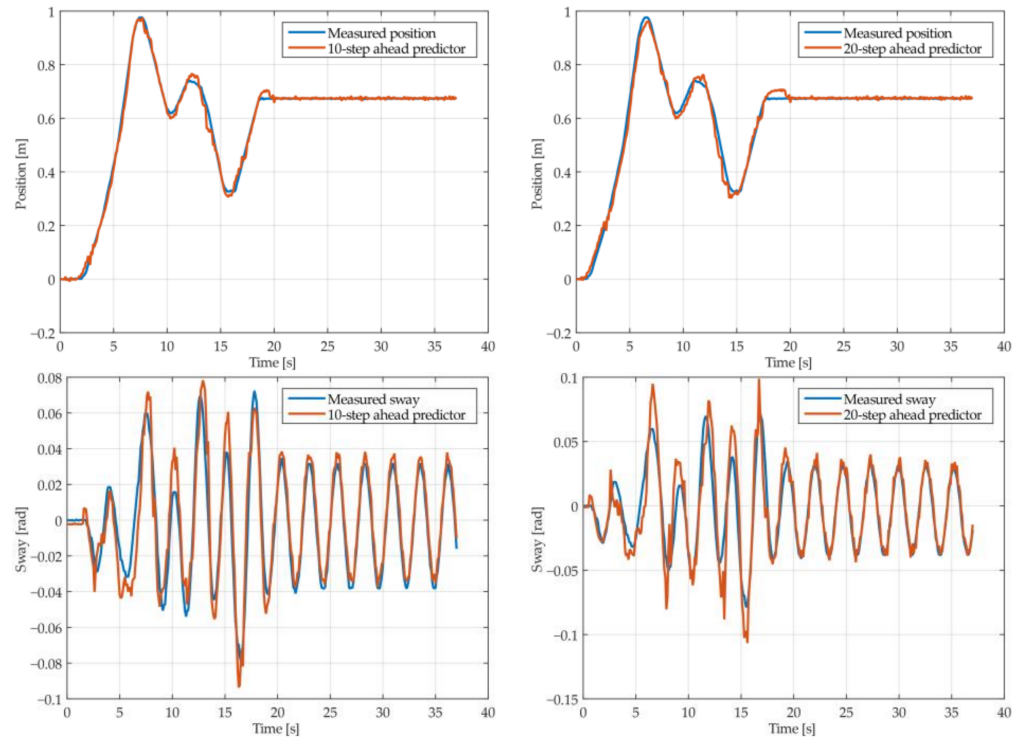 1
0.8
0.6
0.4
0.2
0
−0.2
Position [m]
0 5 10 15 20 25 30 35 40
Time [s]
Measured position
10-step ahead predictor
1
0.8
0.6
0.4
0.2
0
−0.2
Position [m]
0 5 10 15 20 25 30 35 40
Time [s]
Measured position
20-step ahead predictor
0.08
0.06
0.04
0.02
0
−0.02
−0.04
−0.06
−0.08
−0.1
Sway [rad]
0 5 10 15 20 25 30 35 40
Time [s]
Measured sway
10-step ahead predictor
0.1
0.05
0
−0.05
−0.1
−0.15
Sway [rad]
0 5 10 15 20 25 30 35 40
Time [s]
Measured sway
20-step ahead predictor